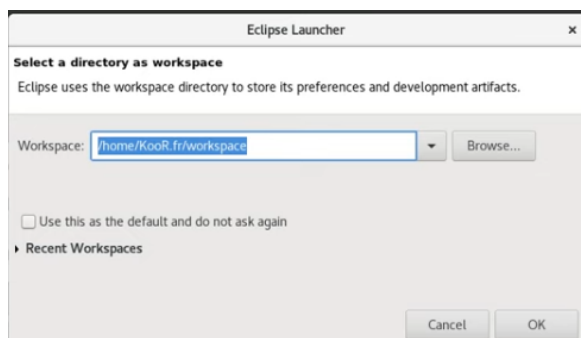 Eclipse Launcher
Select a directory as workspace
Eclipse uses the workspace directory to store its preferences and development artifacts.
Workspace: /home/KooR.fr/workspace Browse...
Use this as the default and do not ask again
Recent Workspaces
Cancel OK